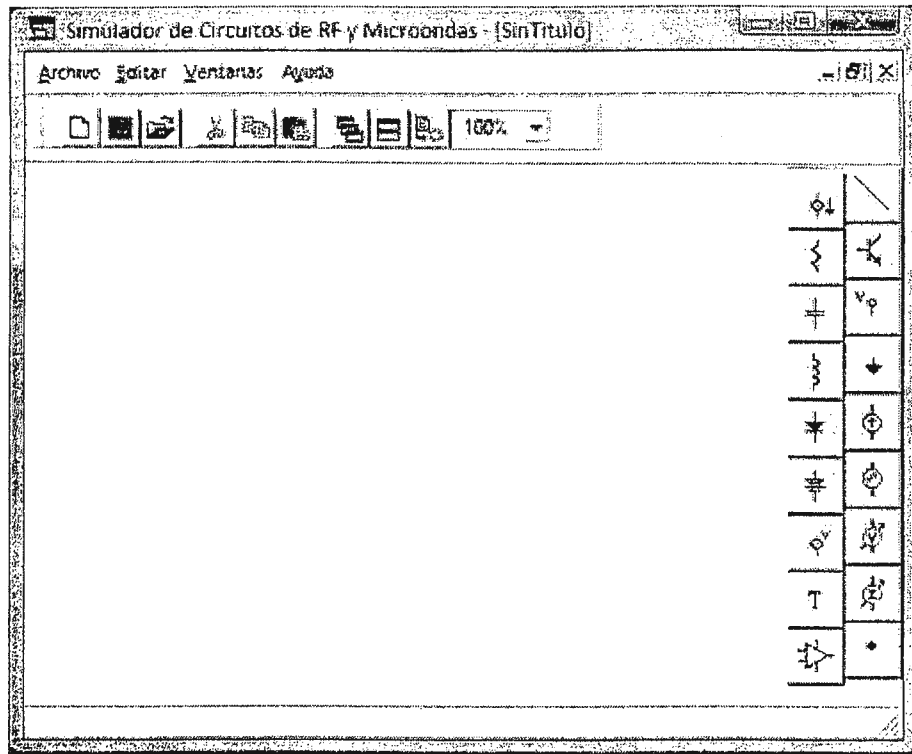 Simulador de Circuitos de RF y Microondas - [SinTitulo]
Archivo Editar Ventanas Ayuda
100%
T